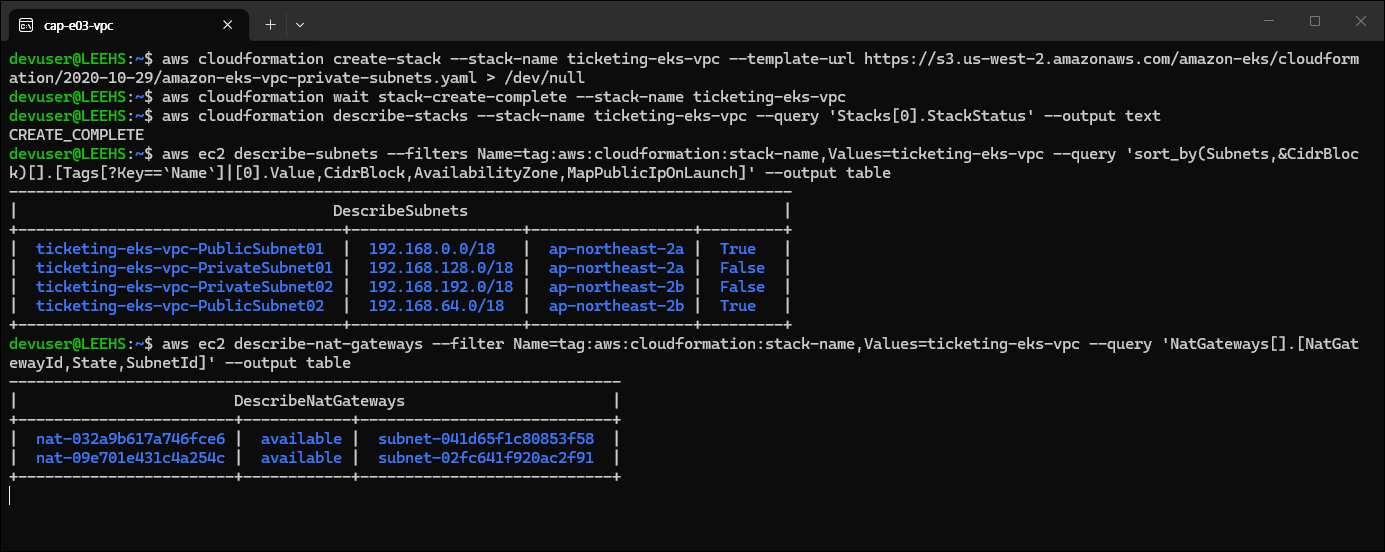 cap-e03-vpc
devuser@LEEHS:~$ aws cloudformation create-stack --stack-name ticketing-eks-vpc --template-url https://s3.us-west-2.amazonaws.com/amazon-eks/cloudform
ation/2020-10-29/amazon-eks-vpc-private-subnets.yaml > /dev/null
devuser@LEEHS:~$ aws cloudformation wait stack-create-complete --stack-name ticketing-eks-vpc
devuser@LEEHS:~$ aws cloudformation describe-stacks --stack-name ticketing-eks-vpc --query 'Stacks[0].StackStatus' --output text
CREATE_COMPLETE
devuser@LEEHS:~$ aws ec2 describe-subnets --filters Name=tag:aws:cloudformation:stack-name,Values=ticketing-eks-vpc --query 'sort_by(Subnets,&CidrBloc
k)[].[Tags[?Key==`Name`]|[0].Value,CidrBlock,AvailabilityZone,MapPublicIpOnLaunch]' --output table
DescribeSubnets
ticketing-eks-vpc-PublicSubnet01 | 192.168.0.0/18 | ap-northeast-2a | True
ticketing-eks-vpc-PrivateSubnet01 | 192.168.128.0/18 | ap-northeast-2a | False
ticketing-eks-vpc-PrivateSubnet02 | 192.168.192.0/18 | ap-northeast-2b | False
ticketing-eks-vpc-PublicSubnet02 | 192.168.64.0/18 | ap-northeast-2b | True
devuser@LEEHS:~$ aws ec2 describe-nat-gateways --filter Name=tag:aws:cloudformation:stack-name,Values=ticketing-eks-vpc --query 'NatGateways[].[NatGat
ewayId,State,SubnetId]' --output table
DescribeNatGateways
nat-032a9b617a746fce6 | available | subnet-041d65f1c80853f58
nat-09e701e431c4a254c | available | subnet-02fc641f920ac2f91